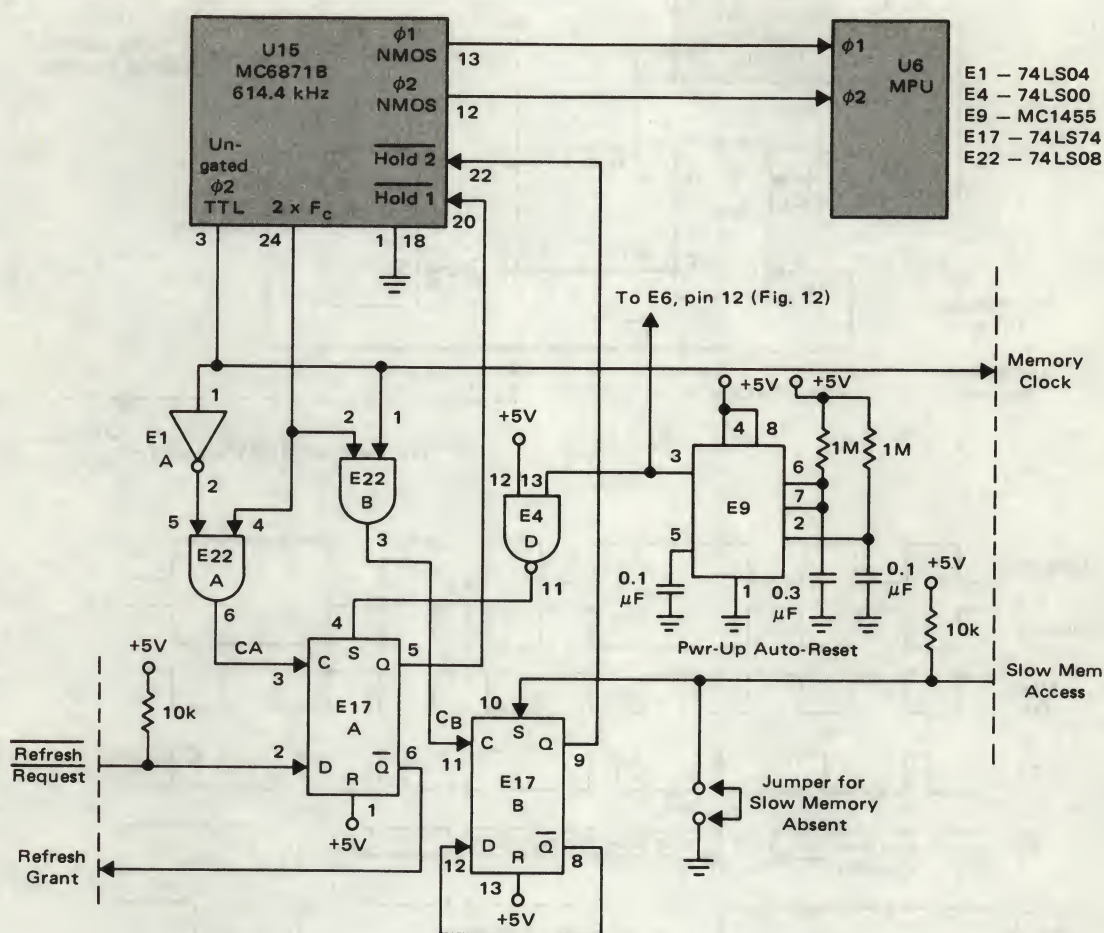 U15
MC6871B
614.4 kHz
ϕ1
NMOS
13
ϕ2
NMOS
12
Un-
gated
ϕ2
TTL
2 x Fc
Hold 2
22
Hold 1
20
3
24
1
18
ϕ1
ϕ2
U6
MPU
E1 – 74LS04
E4 – 74LS00
E9 – MC1455
E17 – 74LS74
E22 – 74LS08
To E6, pin 12 (Fig. 12)
Memory
Clock
1
E1
A
2
5
4
E22
A
6
2
1
E22
B
3
+5V
12
13
E4
D
11
+5V
+5V
4
8
3
6
7
2
5
1
E9
1M
1M
0.1
μF
0.3
μF
0.1
μF
Pwr-Up Auto-Reset
+5V
10k
Slow Mem
Access
+5V
10k
CA
3
4
C
S
Q
5
E17
A
2
D
R
Q
6
1
+5V
Refresh
Request
Refresh
Grant
CB
11
10
C
S
Q
9
E17
B
12
D
R
Q
8
13
+5V
Jumper for
Slow Memory
Absent